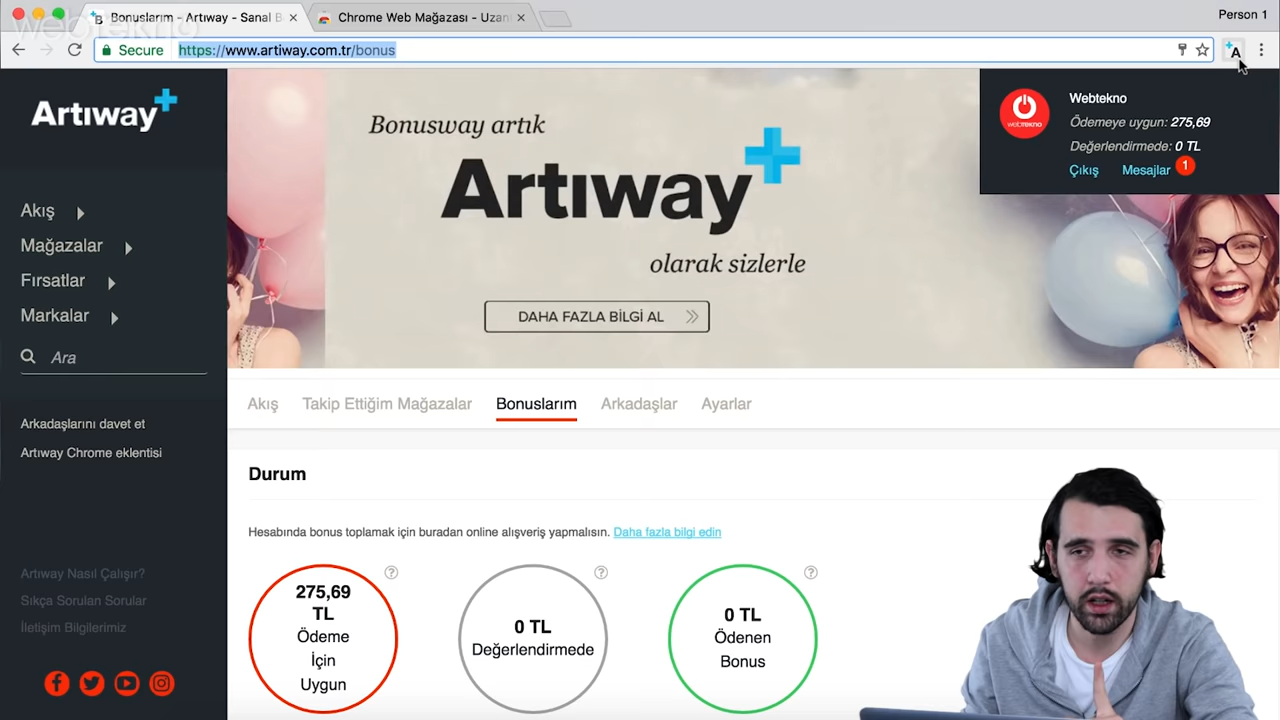 webtekno
Bonuslarım - Artıway - Sanal B
Chrome Web Mağazası - Uzan
Person 1
Secure
https://www.artiway.com.tr/bonus
A
Artıway
Akış
Mağazalar
Fırsatlar
Markalar
Ara
Arkadaşlarını davet et
Artıway Chrome eklentisi
Artıway Nasıl Çalışır?
Sıkça Sorulan Sorular
İletişim Bilgilerimiz
Bonusway artık
Artıway
olarak sizlerle
DAHA FAZLA BİLGİ AL
webtekno
Webtekno
Ödemeye uygun: 275,69
Değerlendirmede: 0 TL
Çıkış Mesajlar 1
Akış Takip Ettiğim Mağazalar Bonuslarım Arkadaşlar Ayarlar
Durum
Hesabında bonus toplamak için buradan online alışveriş yapmalısın. Daha fazla bilgi edin
275,69
TL
Ödeme
İçin
Uygun
?
0 TL
Değerlendirmede
?
0 TL
Ödenen
Bonus
?